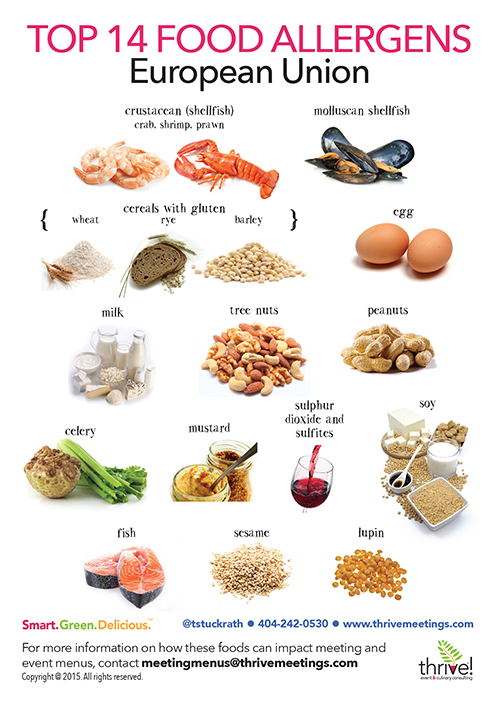 TOP 14 FOOD ALLERGENS
European Union
crustacean (shellfish)
crab, shrimp, prawn
molluscan shellfish
{ cereals with gluten }
wheat rye barley
egg
milk
tree nuts
peanuts
celery
mustard
sulphur
dioxide and
sulfites
soy
fish
sesame
lupin
Smart.Green.Delicious.™
@tstuckrath ● 404-242-0530 ● www.thrivemeetings.com
For more information on how these foods can impact meeting and
event menus, contact meetingmenus@thrivemeetings.com
Copyright @ 2015. All rights reserved.
thrive!
event & culinary consulting